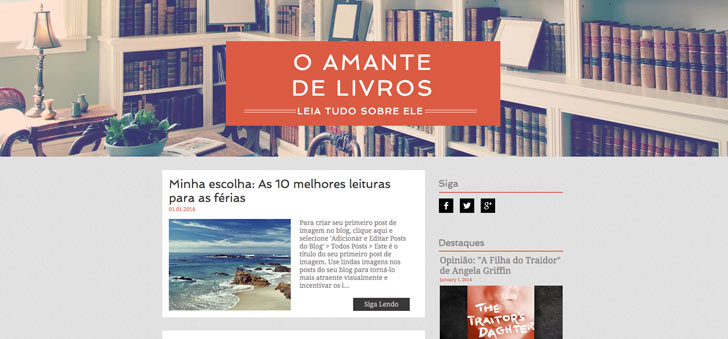 O AMANTE
DE LIVROS
LEIA TUDO SOBRE ELE
Minha escolha: As 10 melhores leituras
para as férias
01.01.2014
Para criar seu primeiro post de
imagem no blog, clique aqui e
selecione 'Adicionar e Editar Posts
do Blog' > Todos Posts > Este é o
título do seu primeiro post de
imagem. Use lindas imagens nos
posts do seu blog para torná-lo
mais atraente visualmente e
incentivar os l...
Siga Lendo
Siga
Destaques
Opinião: "A Filha do Traidor"
de Angela Griffin
January 1, 2014
THE
TRAITOR'S
DAGHTER